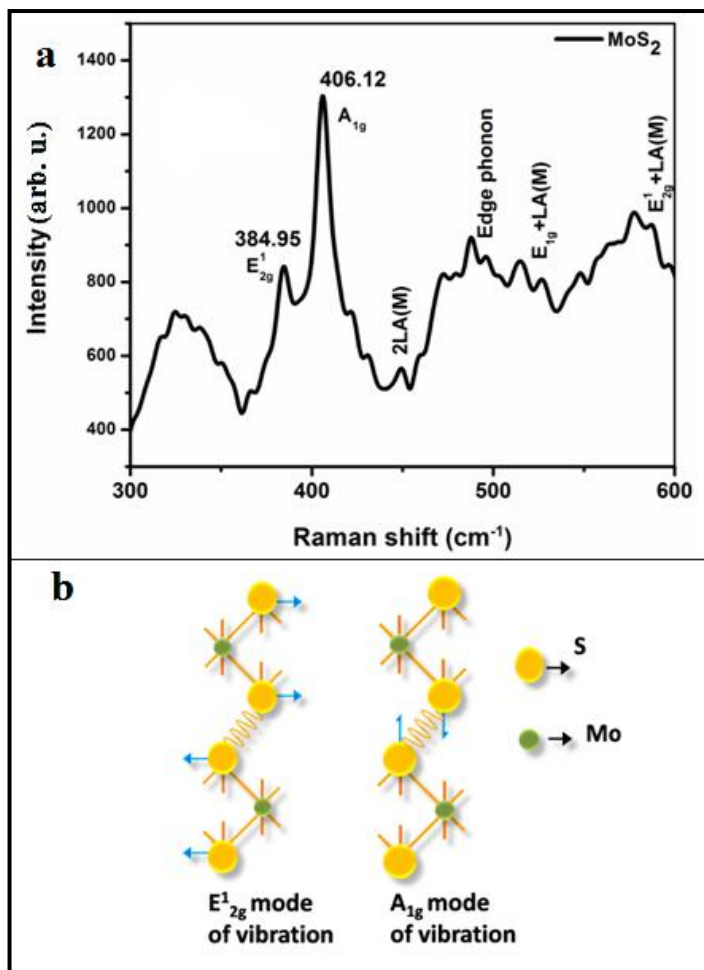 a
MoS₂
406.12
A₁g
384.95
E¹₂g
2LA(M)
Edge phonon
E₁g +LA(M)
E¹₂g +LA(M)
Intensity (arb. u.)
1400
1200
1000
800
600
400
300
400
500
600
Raman shift (cm⁻¹)
b
S
Mo
E¹₂g mode
of vibration
A₁g mode
of vibration